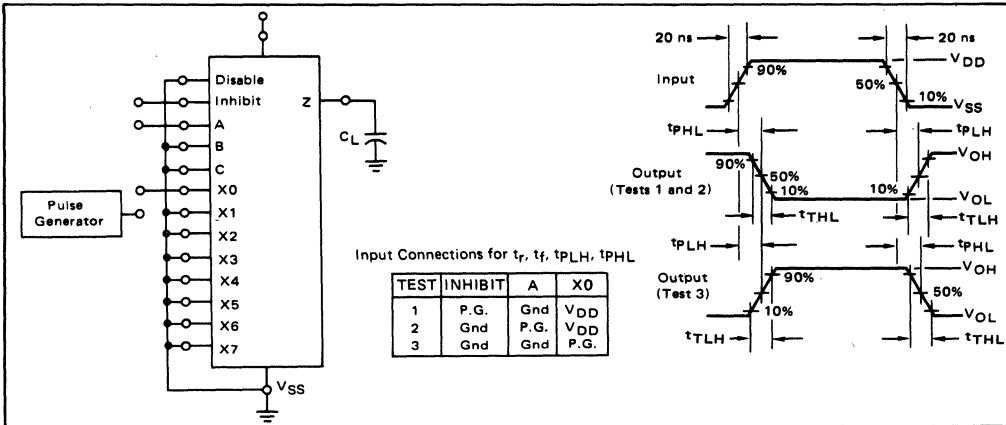 Disable
Inhibit
A
B
C
X0
X1
X2
X3
X4
X5
X6
X7
Z
CL
VSS
Pulse
Generator
Input Connections for tr, tf, tPLH, tPHL
TEST INHIBIT A X0
1 P.G. Gnd VDD
2 Gnd P.G. VDD
3 Gnd Gnd P.G.
20 ns 20 ns
Input 90% 50% 10% VDD VSS
tPHL tPLH
Output
(Tests 1 and 2)
90% 50% 10% 10% VOH VOL
tTHL tTLH
tPLH tPHL
Output
(Test 3)
90% 10% 50% VOH VOL
tTLH tTHL